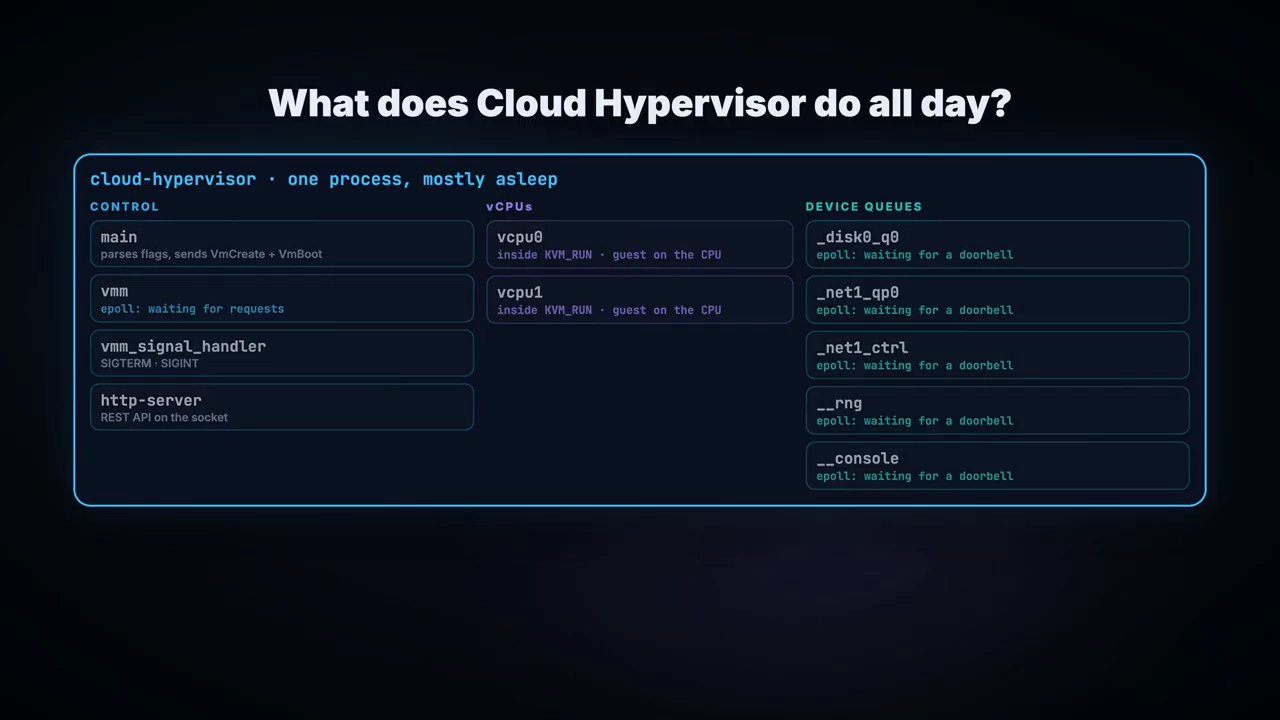 What does Cloud Hypervisor do all day?
cloud-hypervisor · one process, mostly asleep
CONTROL
main
parses flags, sends VmCreate + VmBoot
vmm
epoll: waiting for requests
vmm_signal_handler
SIGTERM · SIGINT
http-server
REST API on the socket
vCPUs
vcpu0
inside KVM_RUN · guest on the CPU
vcpu1
inside KVM_RUN · guest on the CPU
DEVICE QUEUES
_disk0_q0
epoll: waiting for a doorbell
_net1_qp0
epoll: waiting for a doorbell
_net1_ctrl
epoll: waiting for a doorbell
__rng
epoll: waiting for a doorbell
__console
epoll: waiting for a doorbell